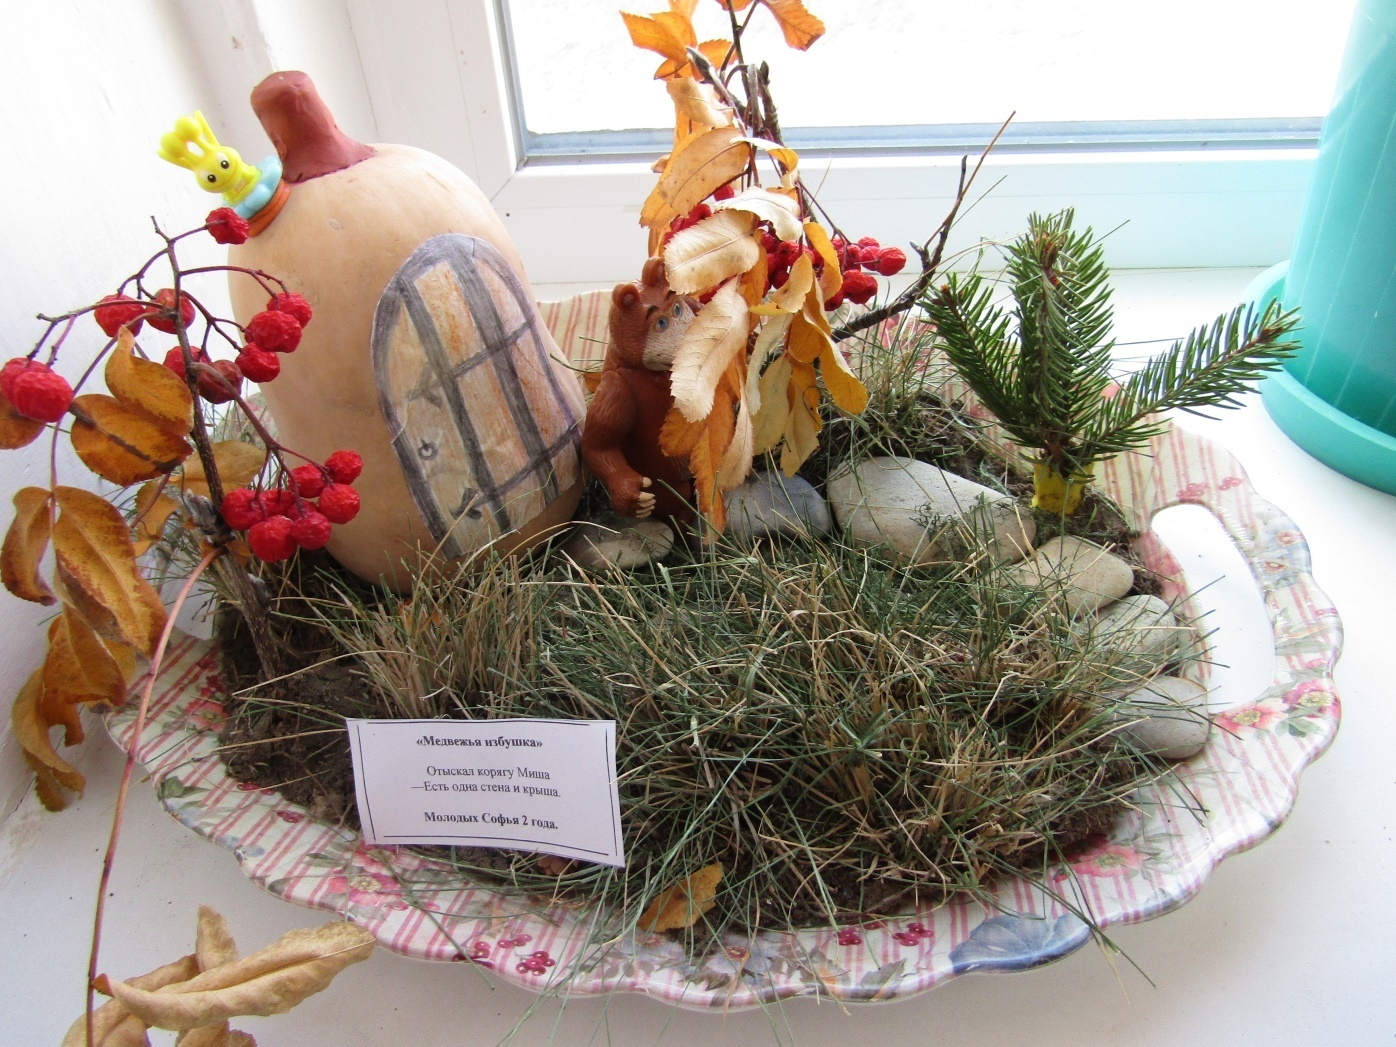 «Медвежья избушка»
Отыскал корягу Миша
—Есть одна стена и крыша.
Молодых Софья 2 года.